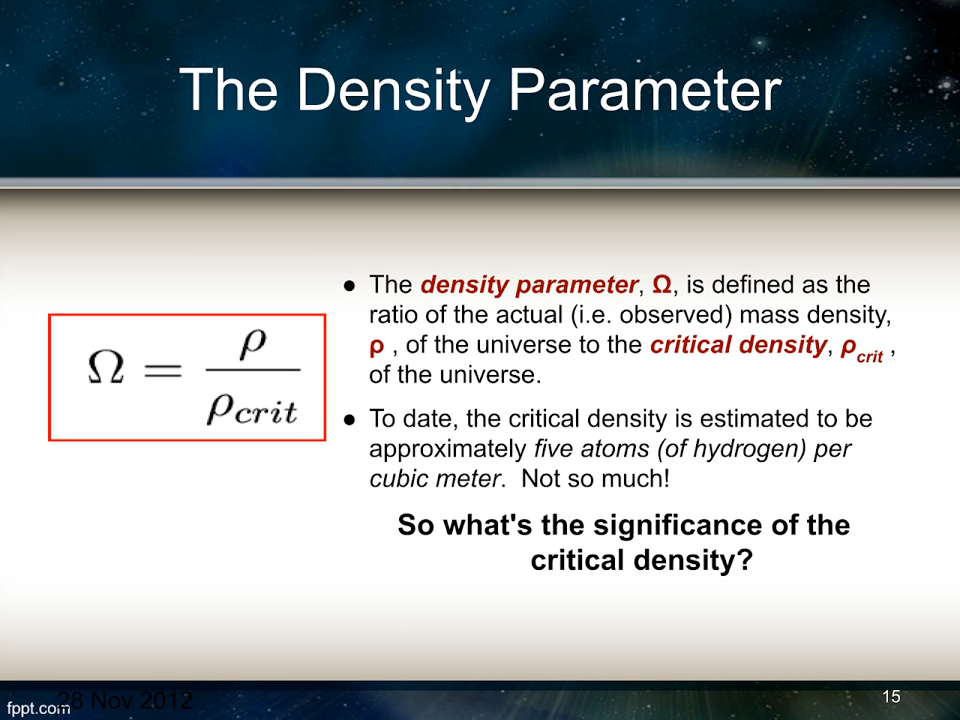 The Density Parameter
Ω = ρ / ρcrit
● The density parameter, Ω, is defined as the
ratio of the actual (i.e. observed) mass density,
ρ , of the universe to the critical density, ρcrit ,
of the universe.
● To date, the critical density is estimated to be
approximately five atoms (of hydrogen) per
cubic meter.  Not so much!
So what's the significance of the
critical density?
28 Nov 2012
fppt.com
15